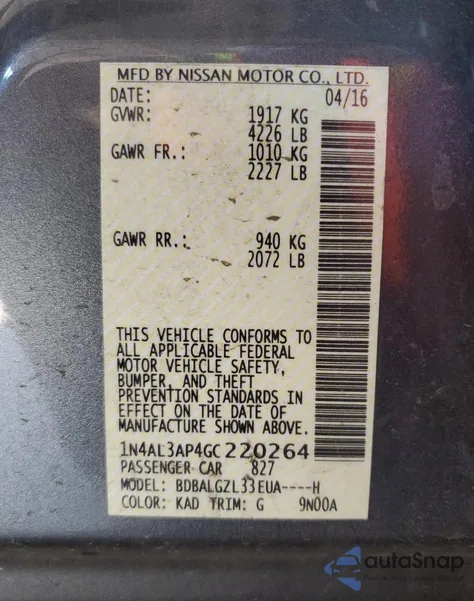 MFD BY NISSAN MOTOR CO., LTD.
DATE: 04/16
GVWR: 1917 KG
4226 LB
GAWR FR.: 1010 KG
2227 LB
GAWR RR.: 940 KG
2072 LB
THIS VEHICLE CONFORMS TO
ALL APPLICABLE FEDERAL
MOTOR VEHICLE SAFETY,
BUMPER, AND THEFT
PREVENTION STANDARDS IN
EFFECT ON THE DATE OF
MANUFACTURE SHOWN ABOVE.
1N4AL3AP4GC220264
PASSENGER CAR 827
MODEL: BDBALGZL33EUA----H
COLOR: KAD TRIM: G 9N00A
autoSnap